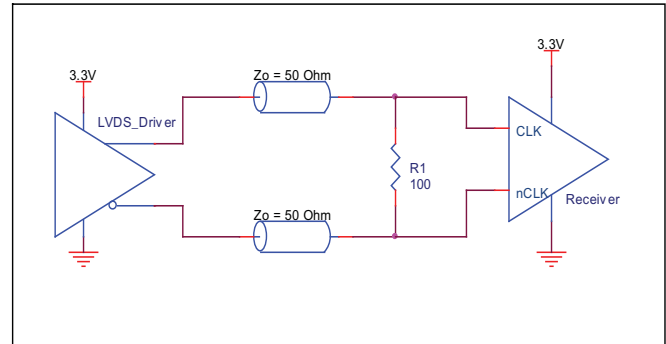 3.3V
3.3V
Zo = 50 Ohm
LVDS_Driver
CLK
R1
100
nCLK
Receiver
Zo = 50 Ohm